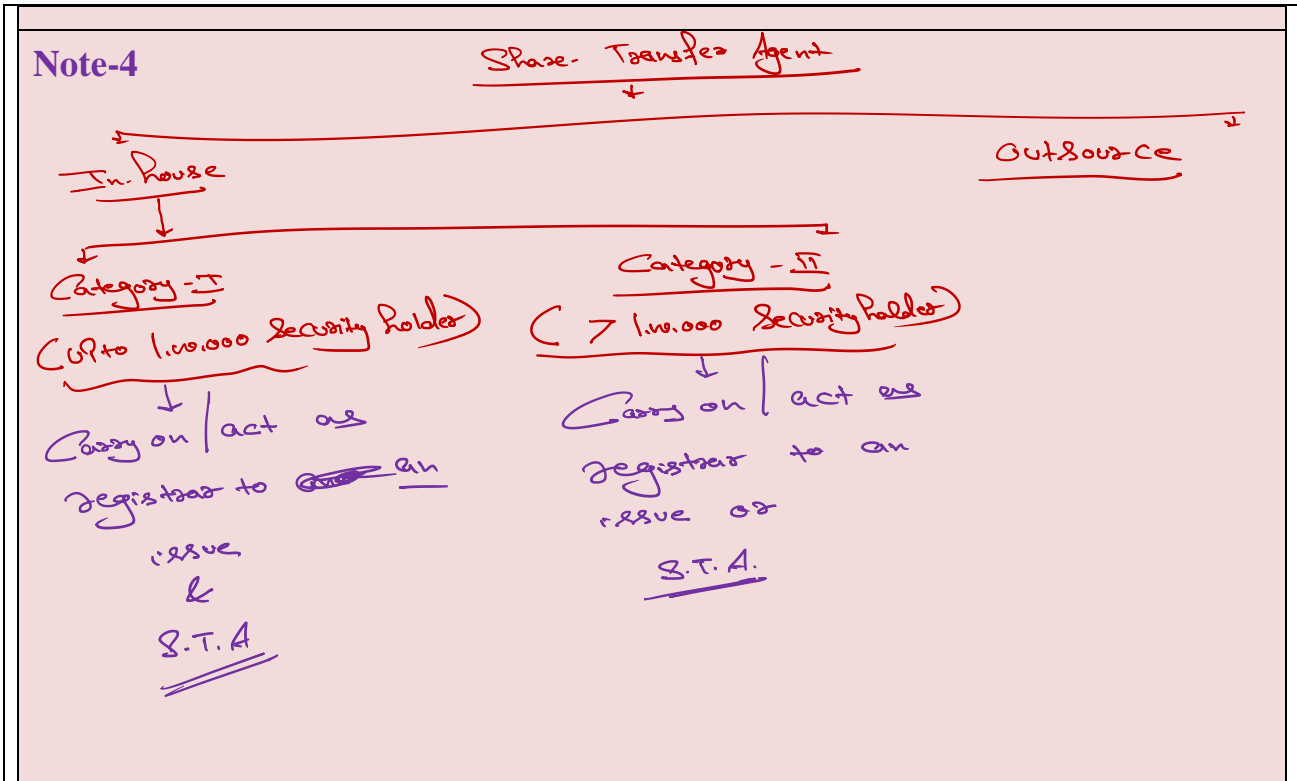 Note-4
Share-Transfer Agent
In-house
Outsource
Category-I
(Upto 1,00,000 Security holder)
Carry on / act as
registrar to an
issue
&
S.T.A
Category-II
(> 1,00,000 Security holder)
Carry on / act as
registrar to an
issue or
S.T.A.